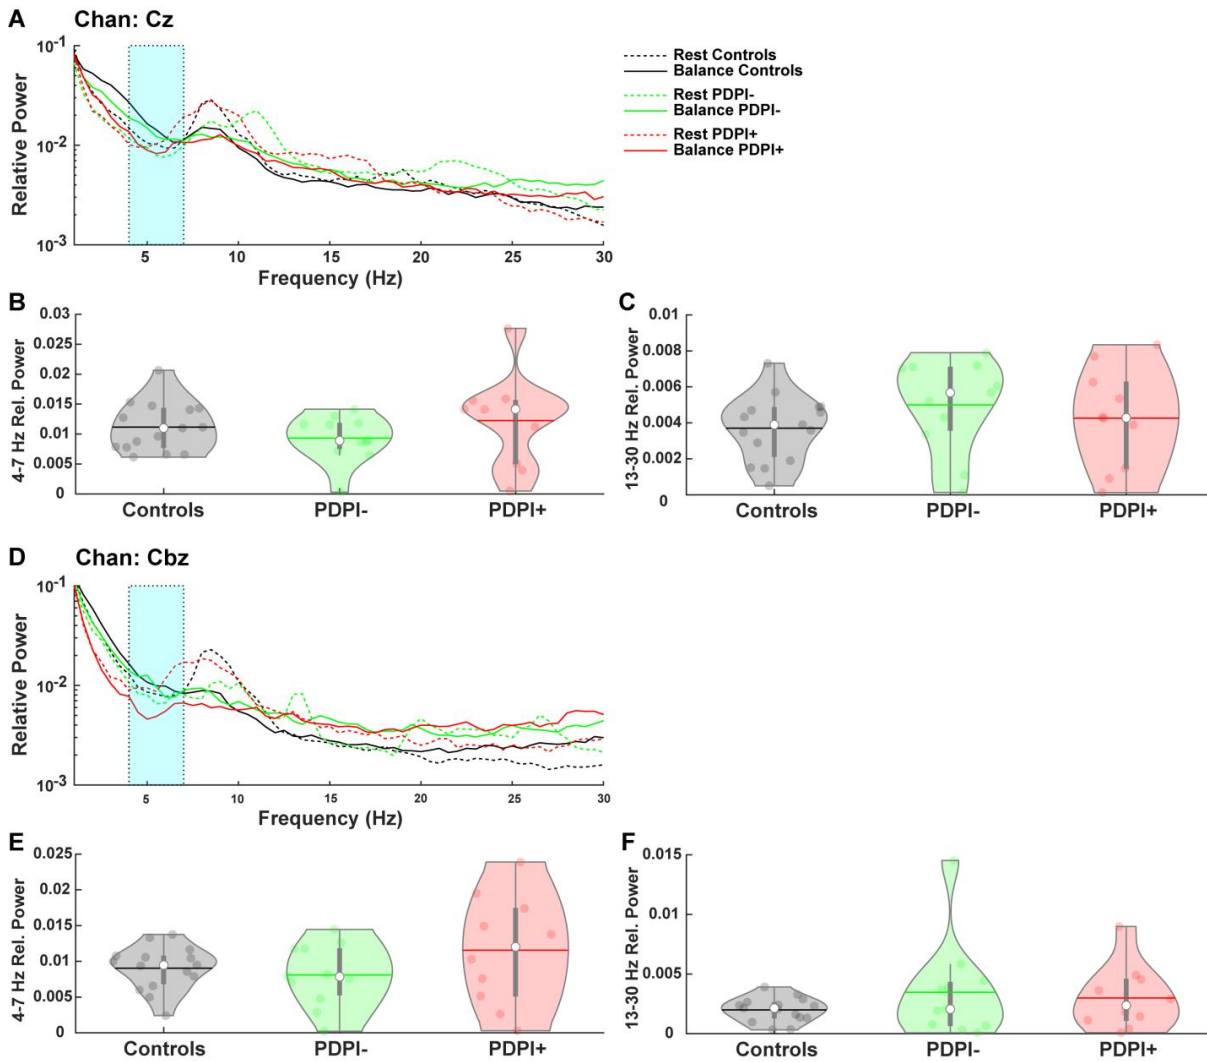 A Chan: Cz
10-1
10-2
10-3
Relative Power
5 10 15 20 25 30
Frequency (Hz)
Rest Controls
Balance Controls
Rest PDPI-
Balance PDPI-
Rest PDPI+
Balance PDPI+
B
0.03
0.025
0.02
0.015
0.01
0.005
0
4-7 Hz Rel. Power
Controls PDPI- PDPI+
C
0.01
0.008
0.006
0.004
0.002
0
13-30 Hz Rel. Power
Controls PDPI- PDPI+
D Chan: Cbz
10-1
10-2
10-3
Relative Power
5 10 15 20 25 30
Frequency (Hz)
E
0.025
0.02
0.015
0.01
0.005
0
4-7 Hz Rel. Power
Controls PDPI- PDPI+
F
0.015
0.01
0.005
0
13-30 Hz Rel. Power
Controls PDPI- PDPI+